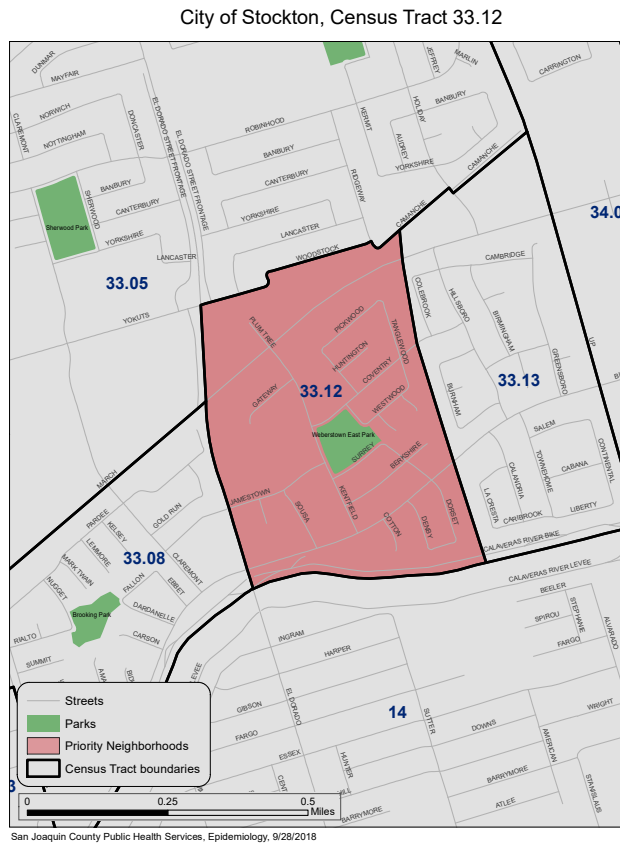 City of Stockton, Census Tract 33.12
DUNMAR
MAYFAIR
JEFFREY
MARLIN
CARRINGTON
CLAREMONT
NORWICH
NOTTINGHAM
DONCASTER
EL DORADO STREET FRONTAGE
EL DORADO STREET FRONTAGE
ROBINHOOD
KERMIT
HOLIDAY
BANBURY
AUDREY
YORKSHIRE
CAMANCHE
BANBURY
CANTERBURY
YORKSHIRE
RIDGEWAY
LANCASTER
WOODSTOCK
CAMANCHE
34.0
SHERWOOD
BANBURY
CANTERBURY
Sherwood Park
YORKSHIRE
LANCASTER
33.05
YOKUTS
CAMBRIDGE
COLEBROOK
HILLSBORO
BIRMINGHAM
GREENSBORO
UP
PLUM TREE
PICKWOOD
TANGLEWOOD
HUNTINGTON
COVENTRY
33.12
GATEWAY
WESTWOOD
33.13
BURNHAM
Weberstown East Park
SURREY
BERKSHIRE
SALEM
TOWNEHOME
CABANA
CONTINENTAL
CALANDRIA
LA CRESTA
CARIBROOK
LIBERTY
MARCH
JAMESTOWN
SOUSA
KENTFIELD
COTTON
DENBY
DORSET
CALAVERAS RIVER BIKE
GOLD RUN
PARDEE
KELSEY
LEMMORE
MARK TWAIN
NUGGET
33.08
FALLON
EBBET
CLAREMONT
DARDANELLE
Brooking Park
CARSON
RIALTO
SUMMIT
LEVEE
CALAVERAS RIVER LEVEE
BEELER
STEPHANIE
SPIROU
FARGO
ALVARADO
INGRAM
HARPER
EL DORADO
GIBSON
FARGO
14
SUTTER
DOWNS
WRIGHT
AMERICAN
ESSEX
HUNTER
BARRYMORE
STANISLAUS
ATLEE
BARRYMORE
Streets
Parks
Priority Neighborhoods
Census Tract boundaries
0 0.25 0.5
Miles
San Joaquin County Public Health Services, Epidemiology, 9/28/2018